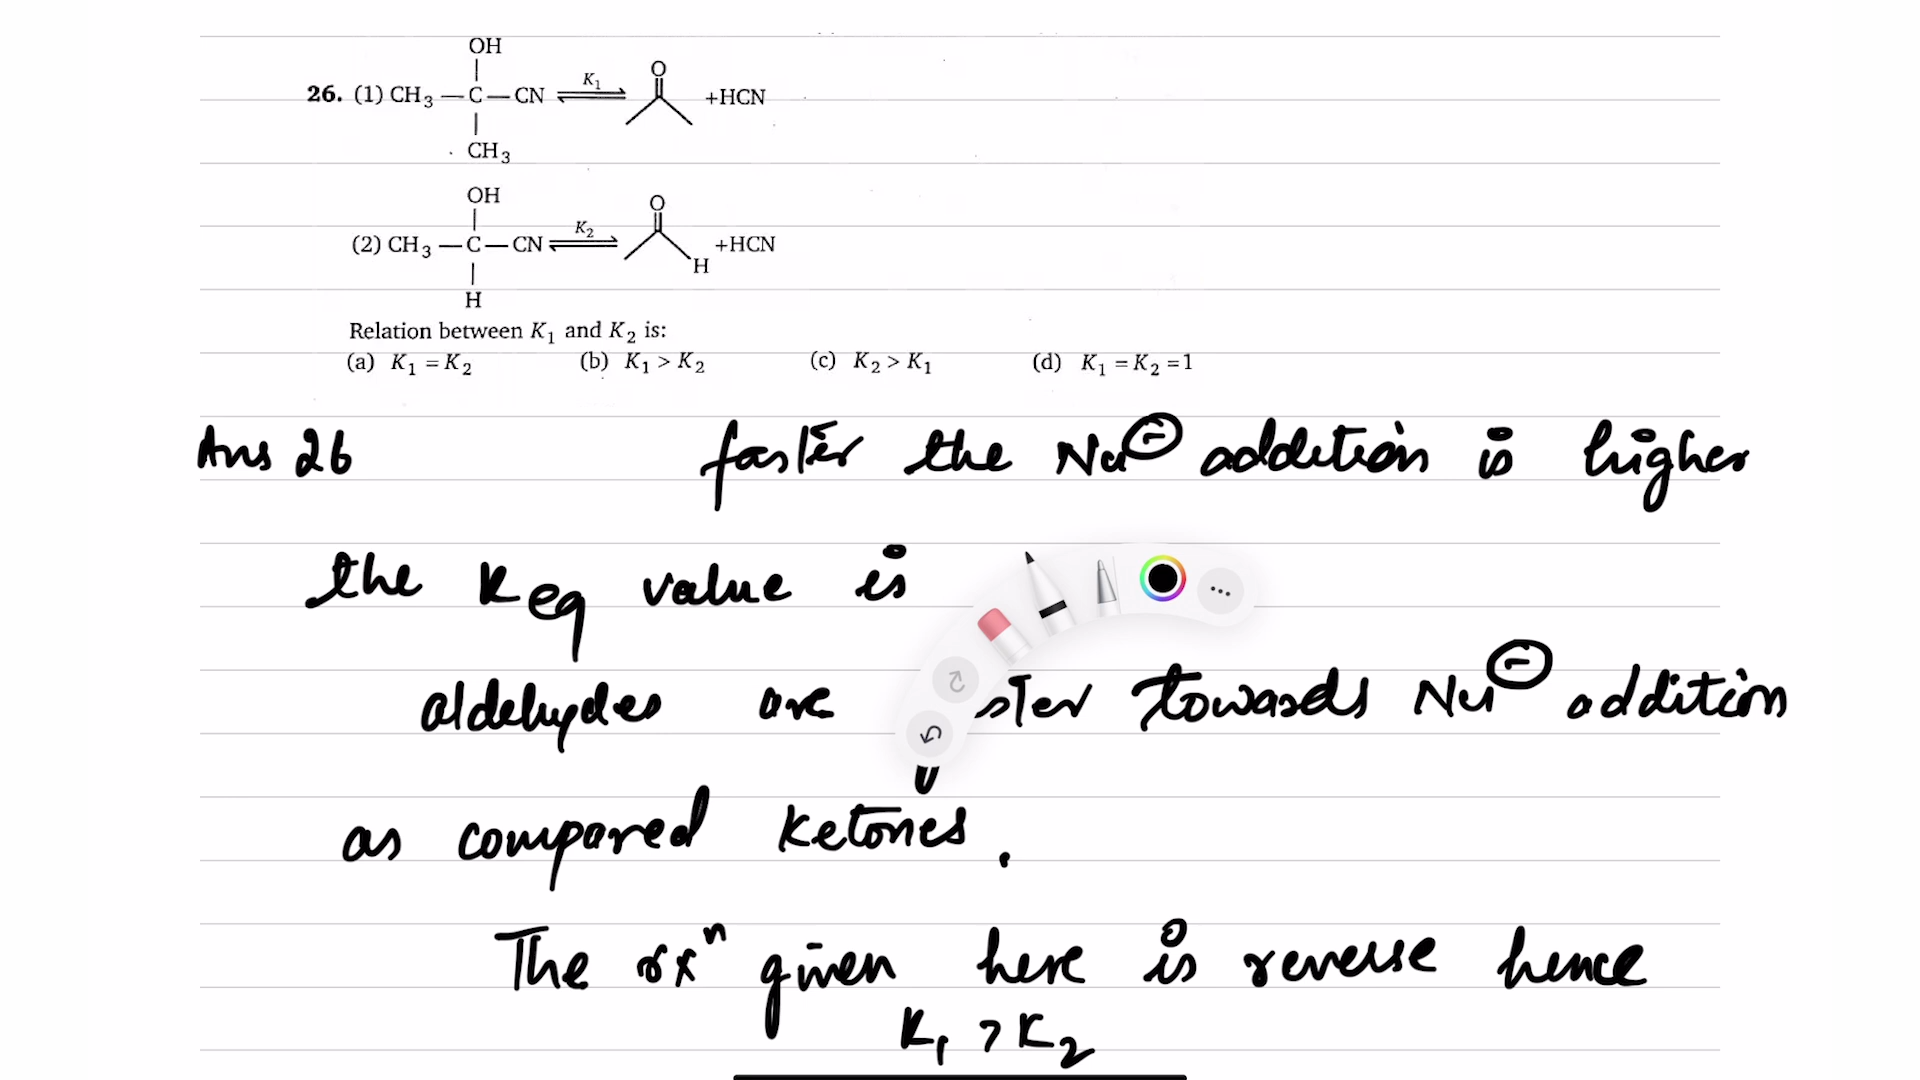 OH
26. (1) CH3 — C — CN ⇌ K1 O +HCN
CH3
OH
(2) CH3 — C — CN ⇌ K2 O +HCN
H
H
Relation between K1 and K2 is:
(a) K1 = K2 (b) K1 > K2 (c) K2 > K1 (d) K1 = K2 = 1
Ans 26 faster the Nu⊖ addition is higher
the Keq value is
aldehydes are towards Nu⊖ addition
as compared Ketones.
The rxn given here is reverse hence
K1 > K2